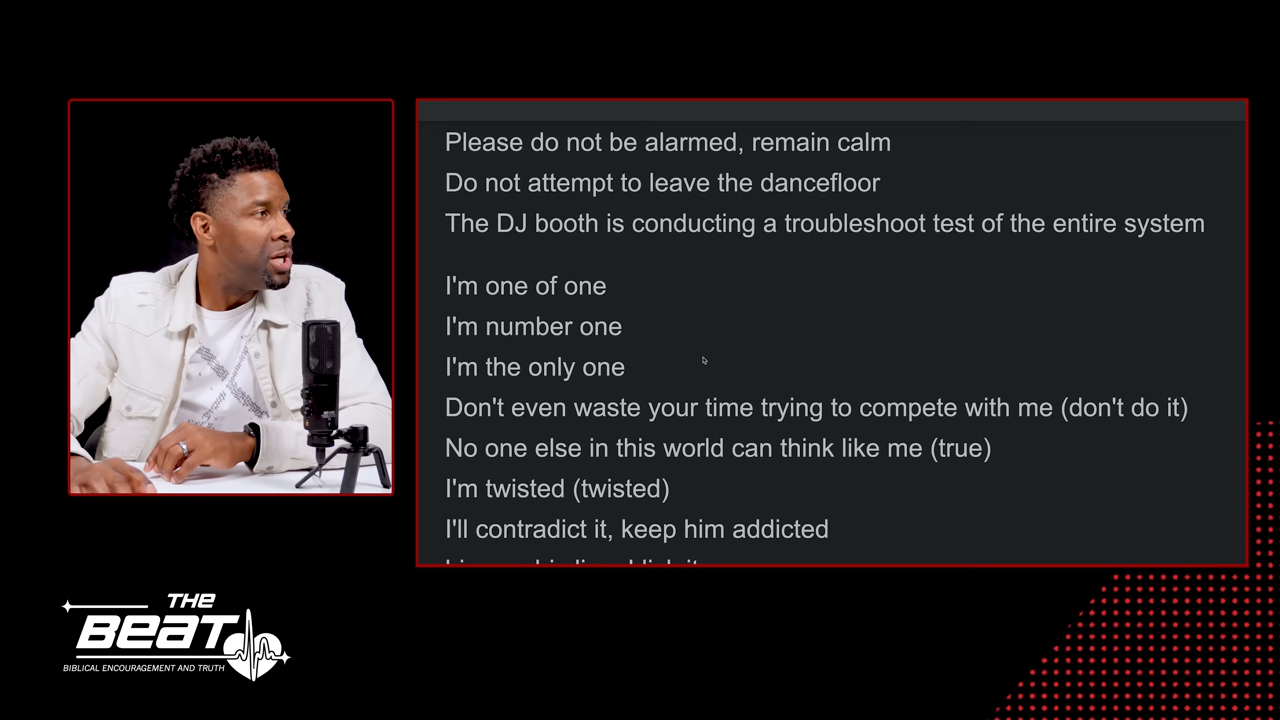 Please do not be alarmed, remain calm
Do not attempt to leave the dancefloor
The DJ booth is conducting a troubleshoot test of the entire system
I'm one of one
I'm number one
I'm the only one
Don't even waste your time trying to compete with me (don't do it)
No one else in this world can think like me (true)
I'm twisted (twisted)
I'll contradict it, keep him addicted
THE
BEAT
BIBLICAL ENCOURAGEMENT AND TRUTH